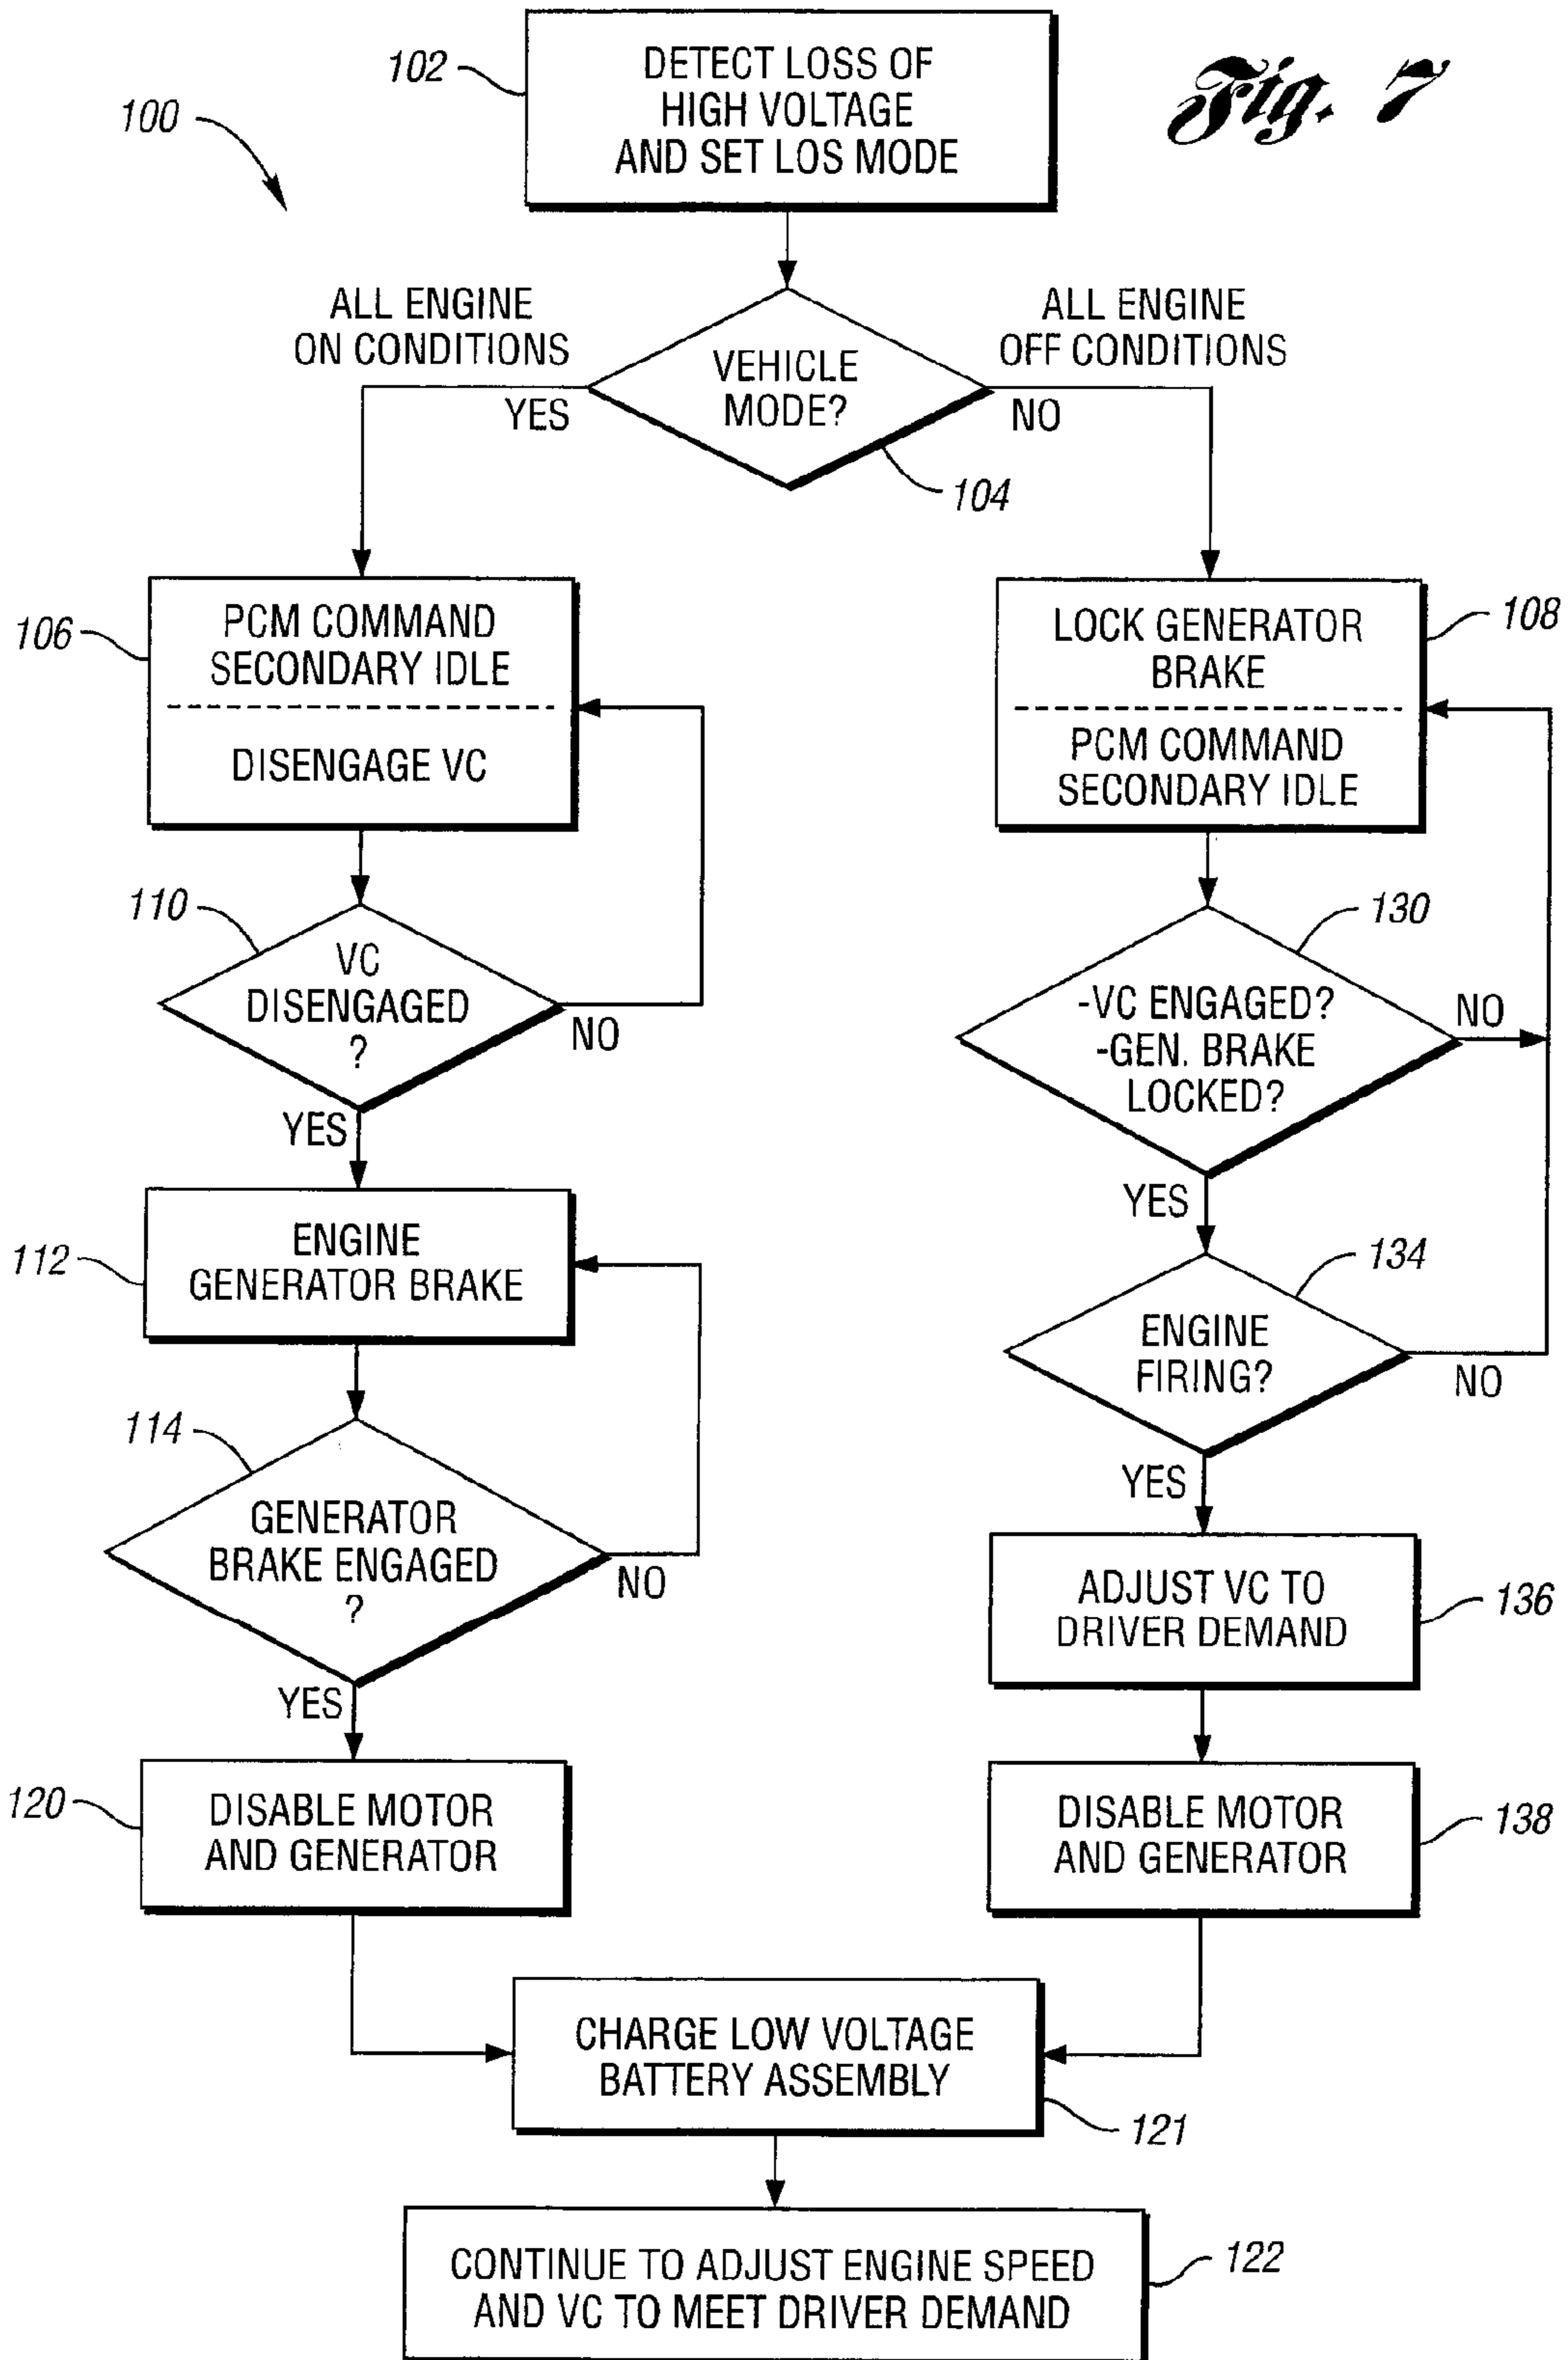 Fig. 7
100
102
DETECT LOSS OF
HIGH VOLTAGE
AND SET LOS MODE
ALL ENGINE
ON CONDITIONS
ALL ENGINE
OFF CONDITIONS
VEHICLE
MODE?
YES
NO
104
106
PCM COMMAND
SECONDARY IDLE
DISENGAGE VC
108
LOCK GENERATOR
BRAKE
PCM COMMAND
SECONDARY IDLE
110
VC
DISENGAGED
?
NO
YES
130
-VC ENGAGED?
-GEN. BRAKE
LOCKED?
NO
YES
112
ENGINE
GENERATOR BRAKE
134
ENGINE
FIRING?
NO
YES
114
GENERATOR
BRAKE ENGAGED
?
NO
YES
ADJUST VC TO
DRIVER DEMAND
136
120
DISABLE MOTOR
AND GENERATOR
DISABLE MOTOR
AND GENERATOR
138
CHARGE LOW VOLTAGE
BATTERY ASSEMBLY
121
CONTINUE TO ADJUST ENGINE SPEED
AND VC TO MEET DRIVER DEMAND
122